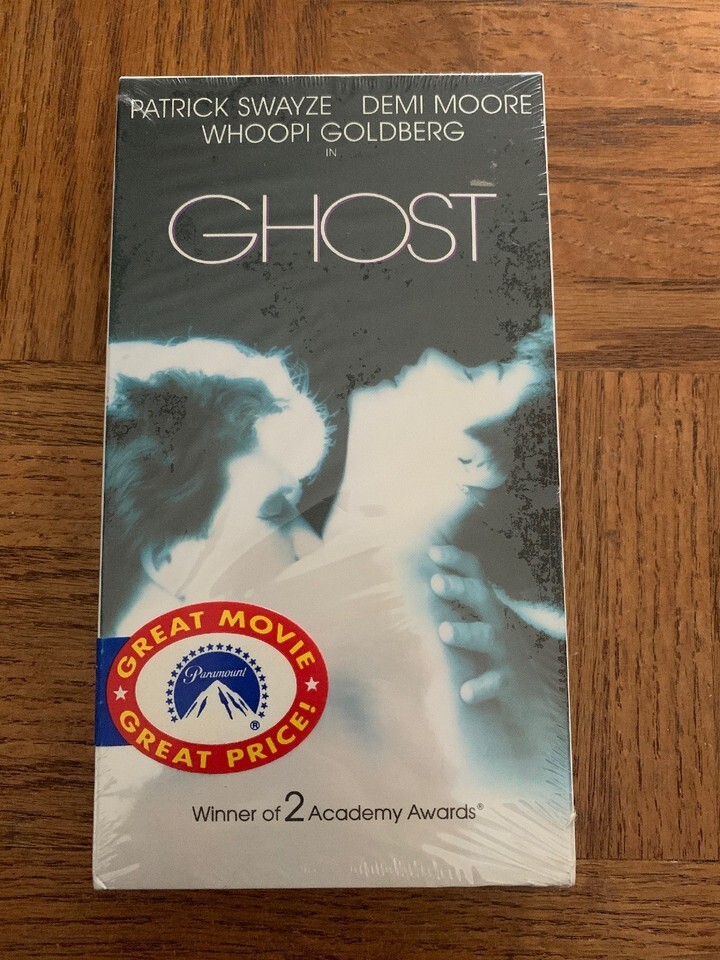 PATRICK SWAYZE DEMI MOORE
WHOOPI GOLDBERG
IN
GHOST
GREAT MOVIE
Paramount
®
GREAT PRICE!
Winner of 2 Academy Awards®